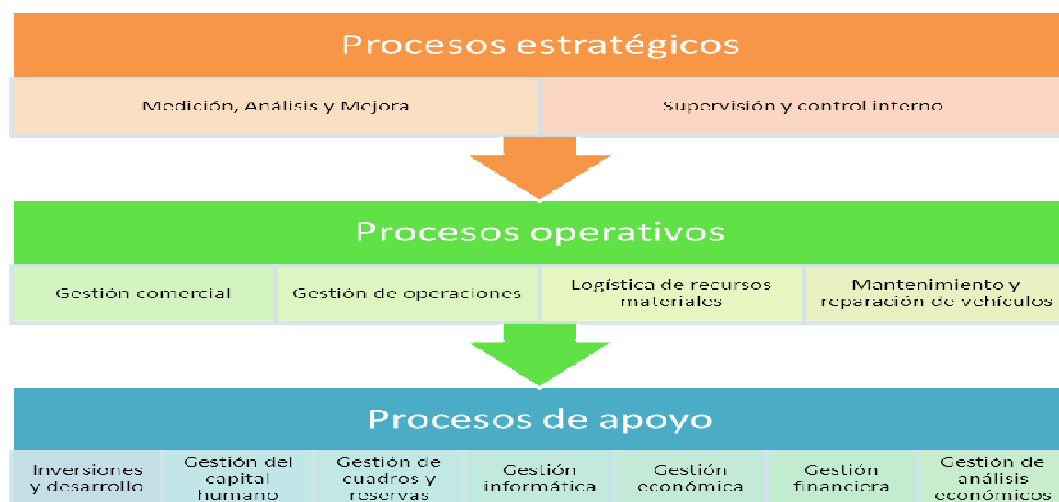 Procesos estratégicos
Medición, Análisis y Mejora
Supervisión y control interno
Procesos operativos
Gestión comercial
Gestión de operaciones
Logística de recursos
materiales
Mantenimiento y
reparación de vehículos
Procesos de apoyo
Inversiones
y desarrollo
Gestión del
capital
humano
Gestión de
cuadros y
reservas
Gestión
informática
Gestión
económica
Gestión
financiera
Gestión de
análisis
económicos